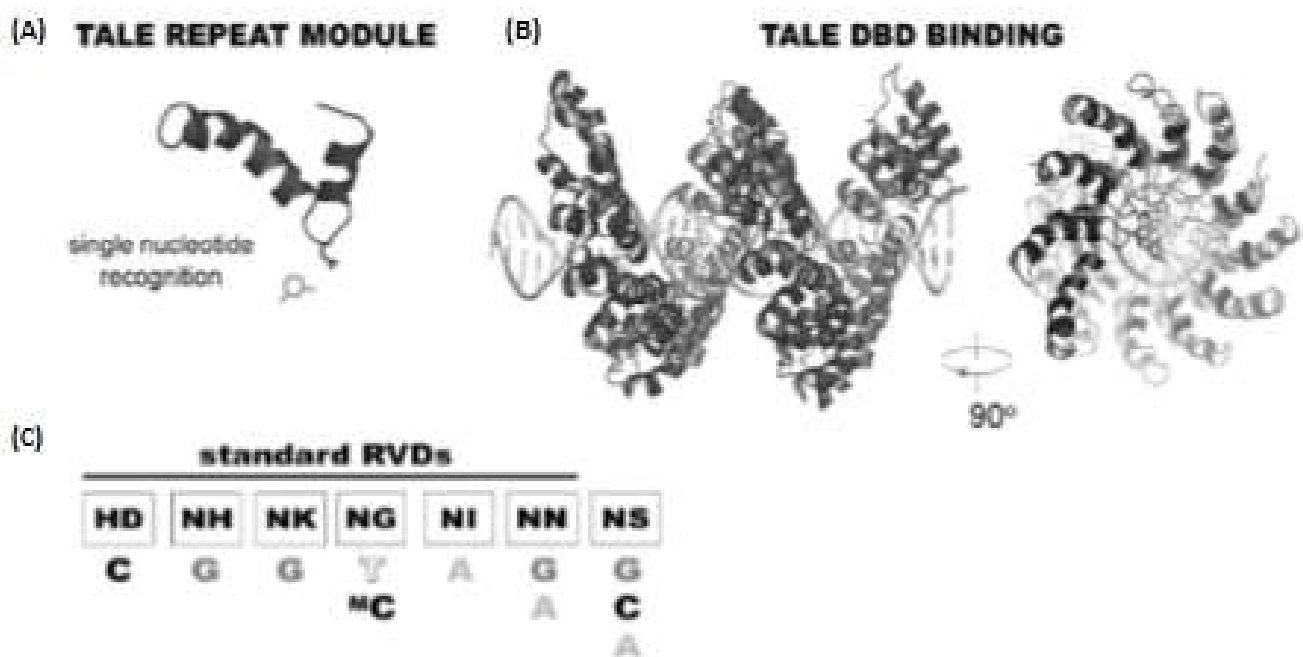 (A) TALE REPEAT MODULE
(B) TALE DBD BINDING
single nucleotide
recognition
90º
(C)
standard RVDs
HD NH NK NG NI NN NS
C G G T A G G
ᴹC A C
A